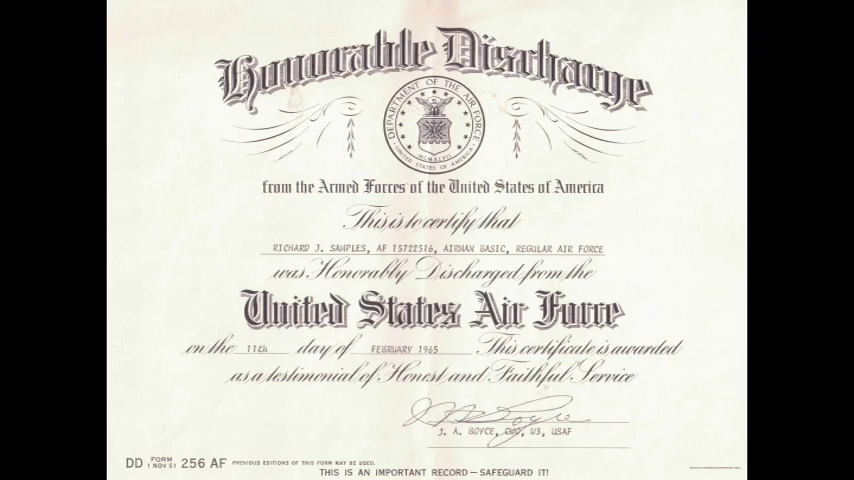 Honorable Discharge
DEPARTMENT OF THE AIR FORCE
MCMXLVII
UNITED STATES OF AMERICA
from the Armed Forces of the United States of America
This is to certify that
RICHARD J. SAMPLES, AF 15722516, AIRMAN BASIC, REGULAR AIR FORCE
was Honorably Discharged from the
United States Air Force
on the 11th day of FEBRUARY 1965 This certificate is awarded
as a testimonial of Honest and Faithful Service
J. A. BOYCE, CWO, W3, USAF
DD FORM 1 NOV 51 256 AF PREVIOUS EDITIONS OF THIS FORM MAY BE USED.
THIS IS AN IMPORTANT RECORD — SAFEGUARD IT!